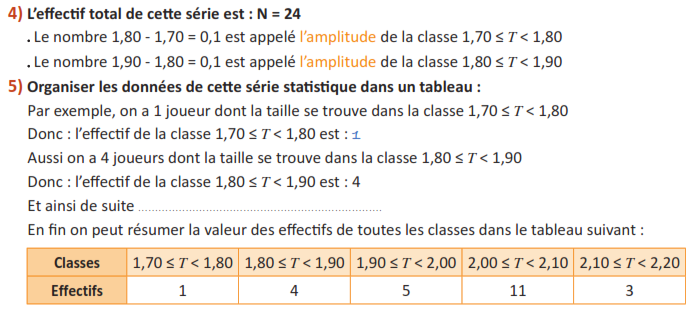 4) L'effectif total de cette série est : N = 24
. Le nombre 1,80 - 1,70 = 0,1 est appelé l'amplitude de la classe 1,70 ≤ T < 1,80
. Le nombre 1,90 - 1,80 = 0,1 est appelé l'amplitude de la classe 1,80 ≤ T < 1,90
5) Organiser les données de cette série statistique dans un tableau :
Par exemple, on a 1 joueur dont la taille se trouve dans la classe 1,70 ≤ T < 1,80
Donc : l'effectif de la classe 1,70 ≤ T < 1,80 est : 1
Aussi on a 4 joueurs dont la taille se trouve dans la classe 1,80 ≤ T < 1,90
Donc : l'effectif de la classe 1,80 ≤ T < 1,90 est : 4
Et ainsi de suite ..............................................................
En fin on peut résumer la valeur des effectifs de toutes les classes dans le tableau suivant :
Classes 1,70 ≤ T < 1,80 1,80 ≤ T < 1,90 1,90 ≤ T < 2,00 2,00 ≤ T < 2,10 2,10 ≤ T < 2,20
Effectifs 1 4 5 11 3